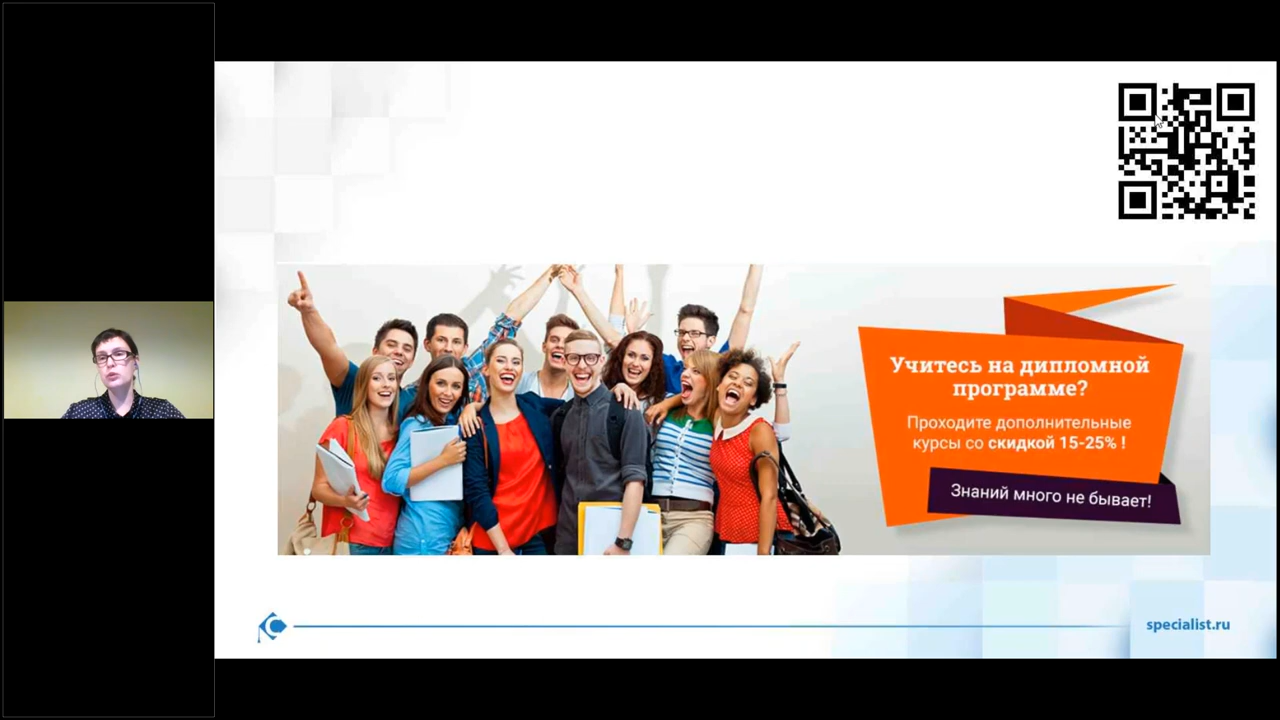 Учитесь на дипломной
программе?
Проходите дополнительные
курсы со скидкой 15-25% !
Знаний много не бывает!
specialist.ru